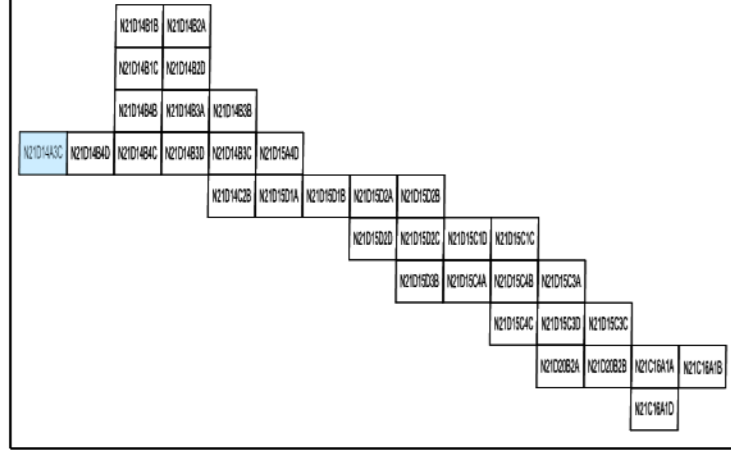 N21D14B1B N21D14B2A
N21D14B1C N21D14B2D
N21D14B4B N21D14B3A N21D14B3B
N21D14A3C N21D14B4D N21D14B4C N21D14B3D N21D14B3C N21D15A4D
N21D14C2B N21D15D1A N21D15D1B N21D15D2A N21D15D2B
N21D15D2D N21D15D2C N21D15C1D N21D15C1C
N21D15D3B N21D15C4A N21D15C4B N21D15C3A
N21D15C4C N21D15C3D N21D15C3C
N21D20B2A N21D20B2B N21C16A1A N21C16A1B
N21C16A1D